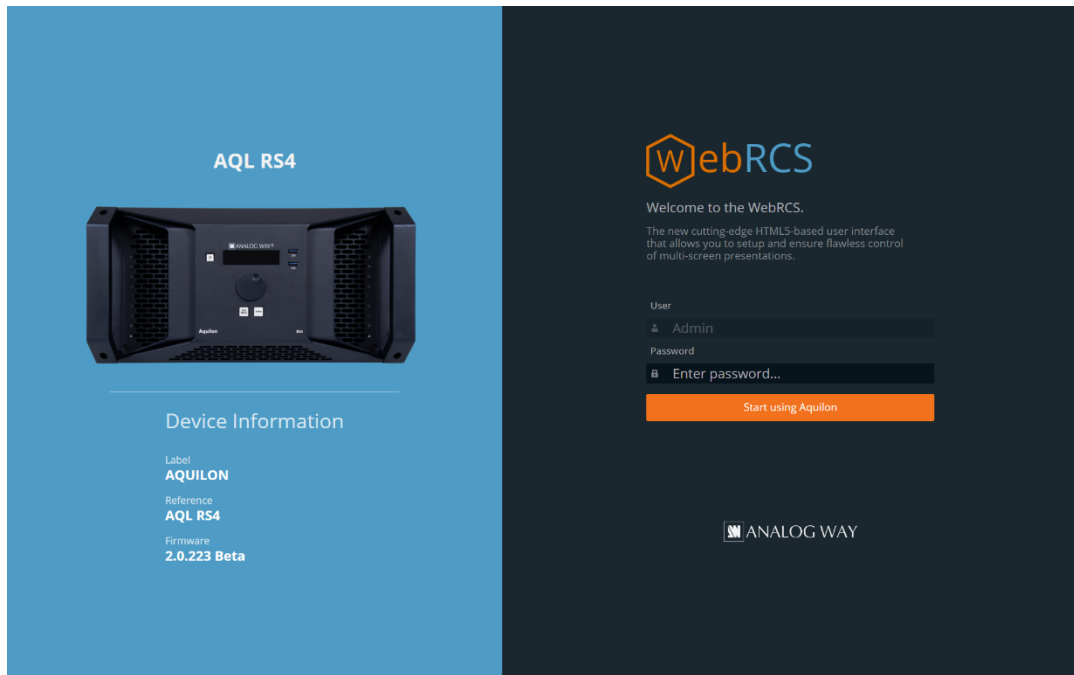 AQL RS4
ANALOG WAY®
Aquilon
RS4
Device Information
Label
AQUILON
Reference
AQL RS4
Firmware
2.0.223 Beta
WebRCS
Welcome to the WebRCS.
The new cutting-edge HTML5-based user interface
that allows you to setup and ensure flawless control
of multi-screen presentations.
User
Admin
Password
Enter password...
Start using Aquilon
ANALOG WAY